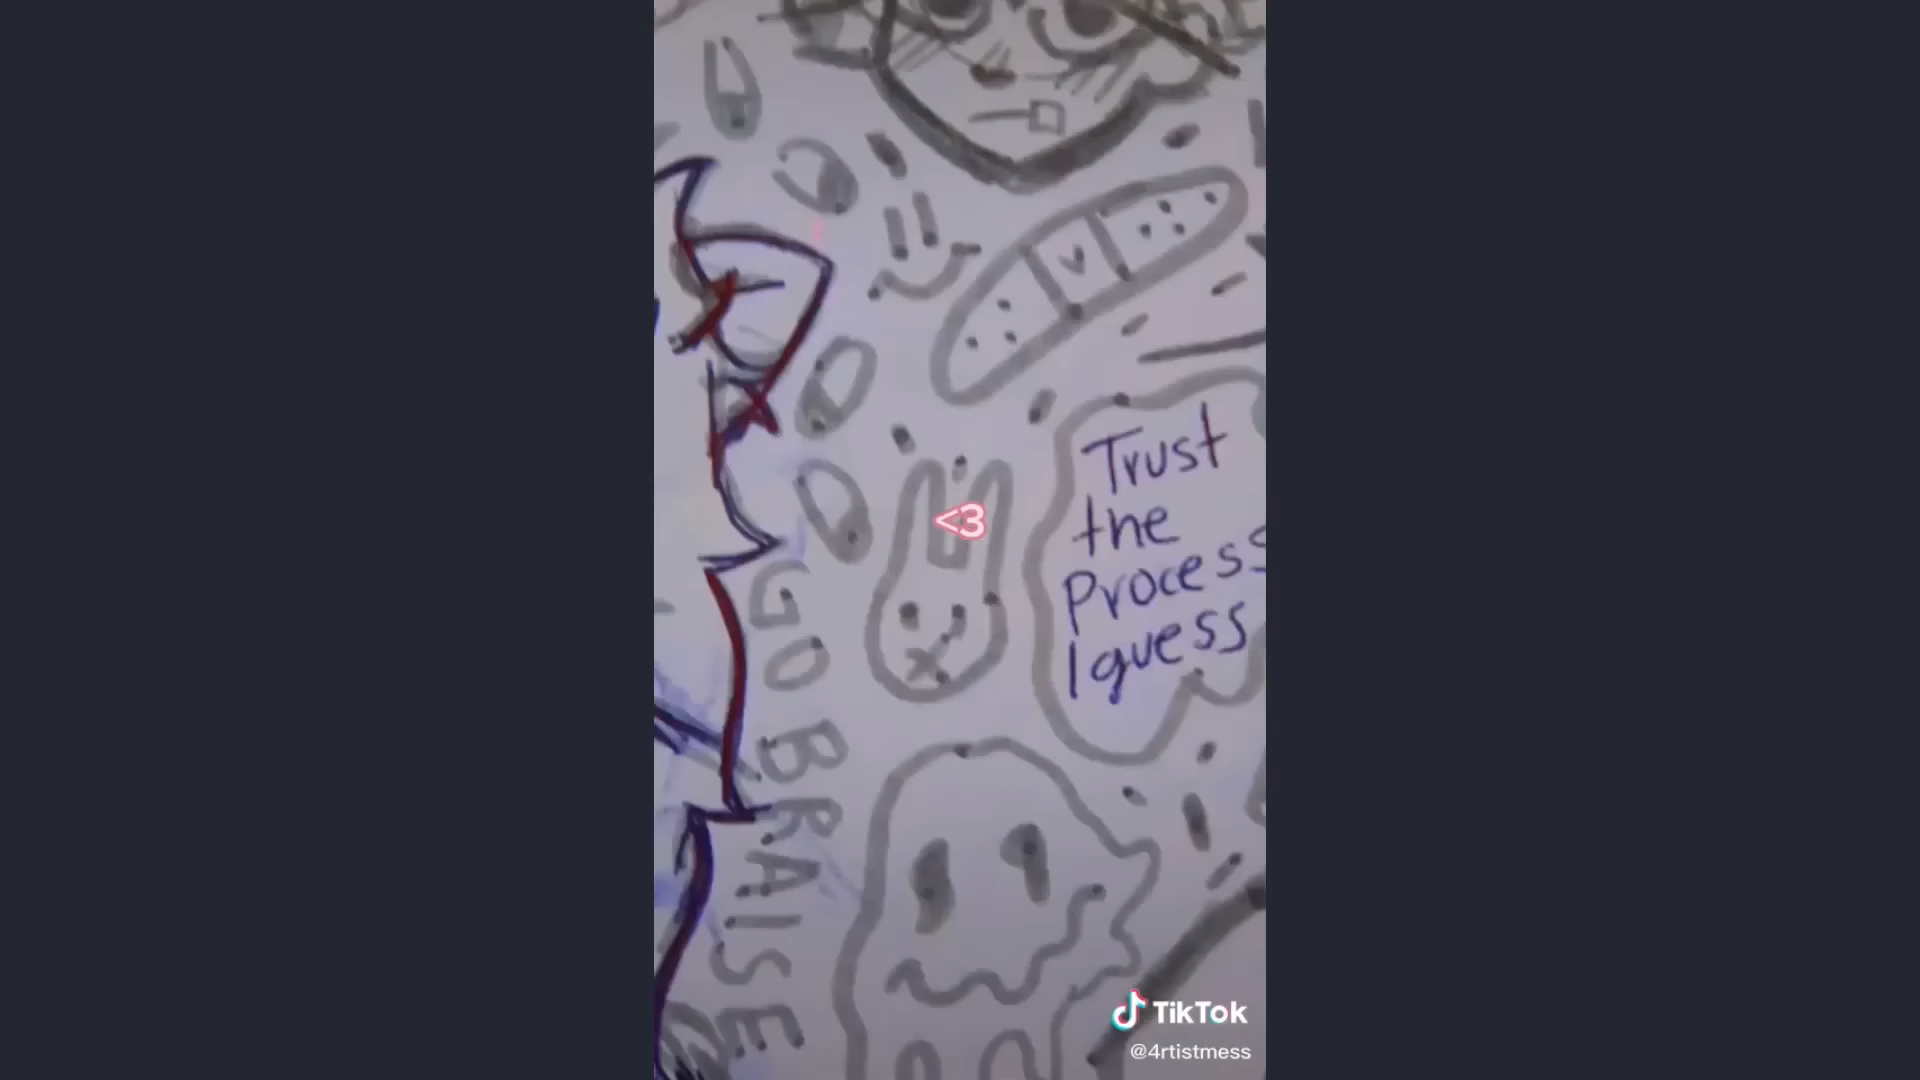 Trust
the
Process
I guess
<3
GO BRAISE
TikTok
@4rtistmess